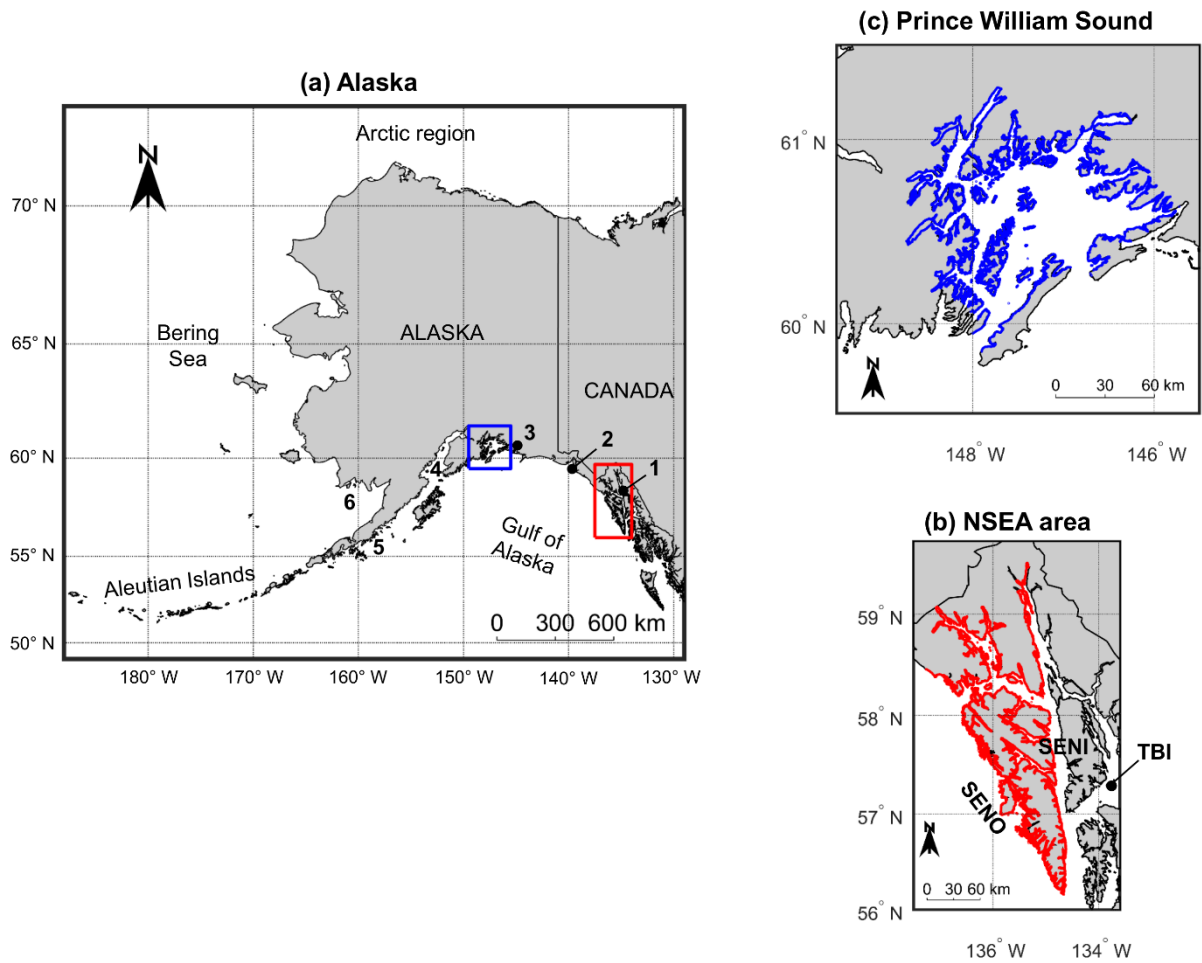 (c) Prince William Sound
61° N
60° N
N
0 30 60 km
148° W
146° W
(a) Alaska
Arctic region
N
70° N
65° N
60° N
55° N
50° N
Bering
Sea
ALASKA
CANADA
3
2
1
4
6
5
Gulf of
Alaska
Aleutian Islands
0 300 600 km
180° W
170° W
160° W
150° W
140° W
130° W
(b) NSEA area
59° N
58° N
57° N
56° N
SENI
TBI
SENO
N
0 30 60 km
136° W
134° W